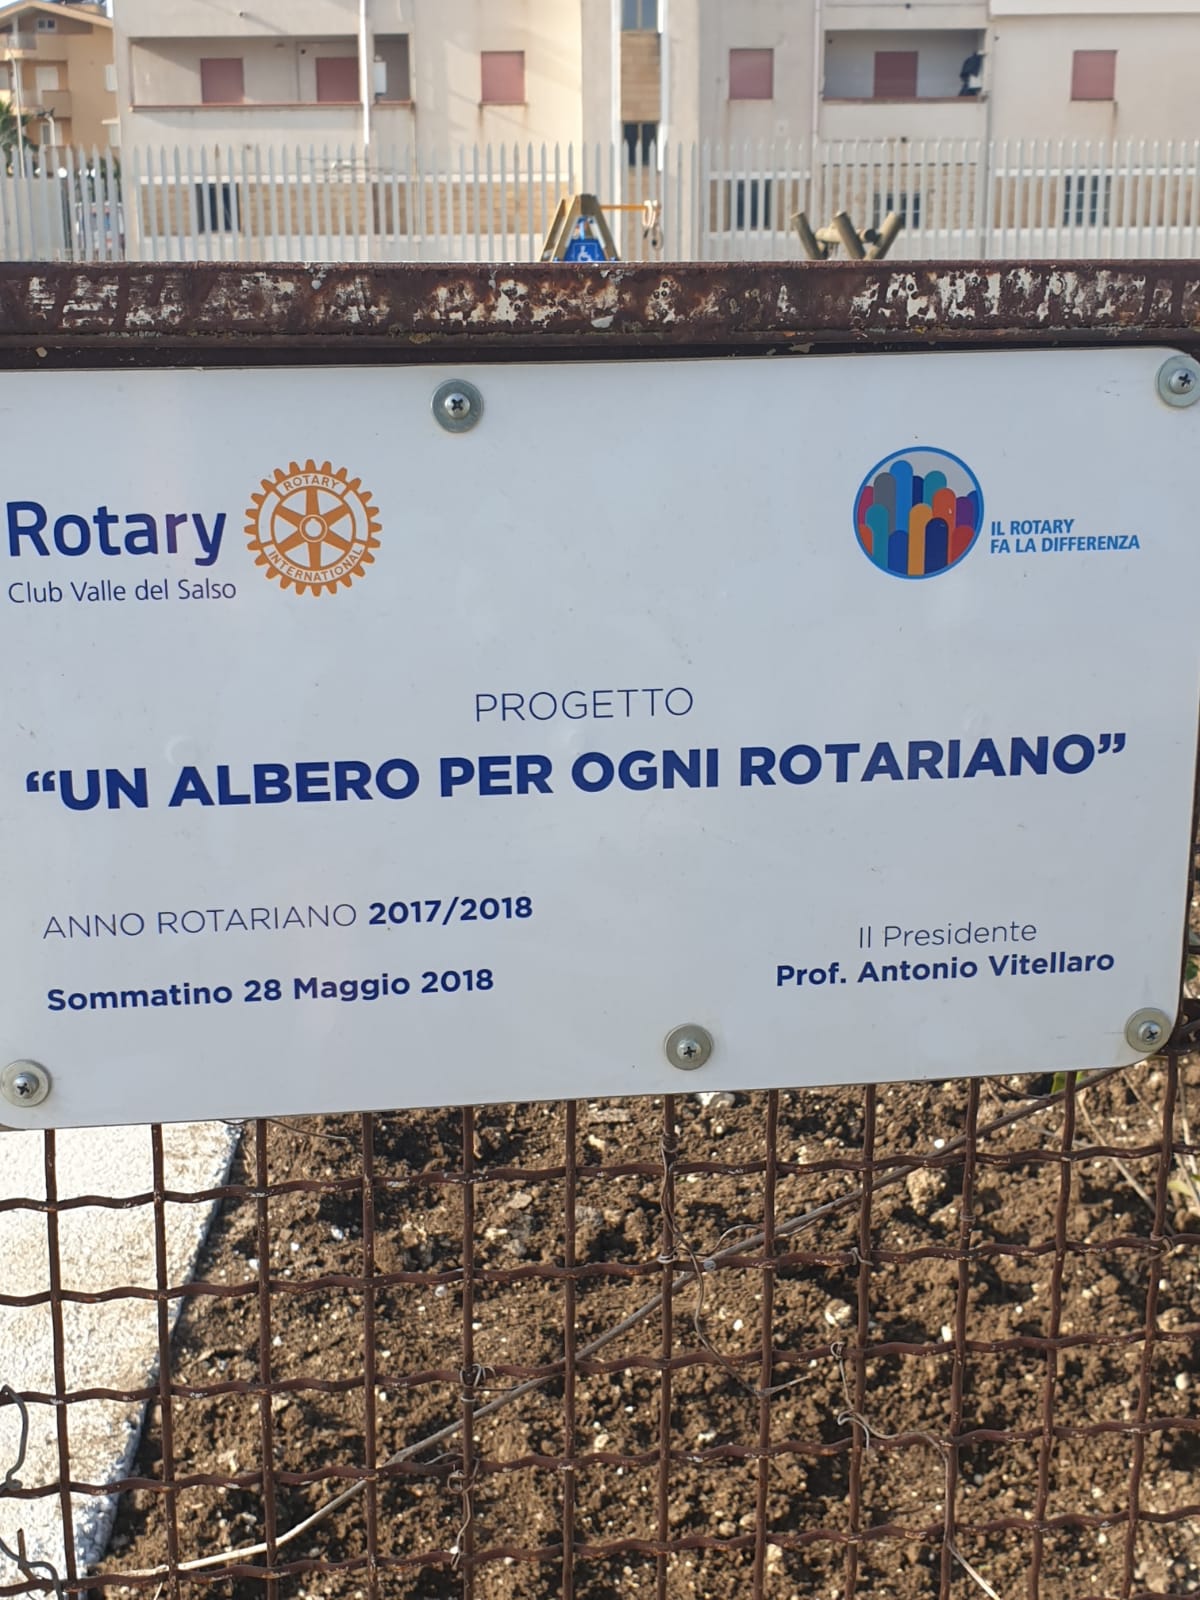 Rotary
Club Valle del Salso
ROTARY
INTERNATIONAL
IL ROTARY
FA LA DIFFERENZA
PROGETTO
“UN ALBERO PER OGNI ROTARIANO”
ANNO ROTARIANO 2017/2018
Sommatino 28 Maggio 2018
Il Presidente
Prof. Antonio Vitellaro